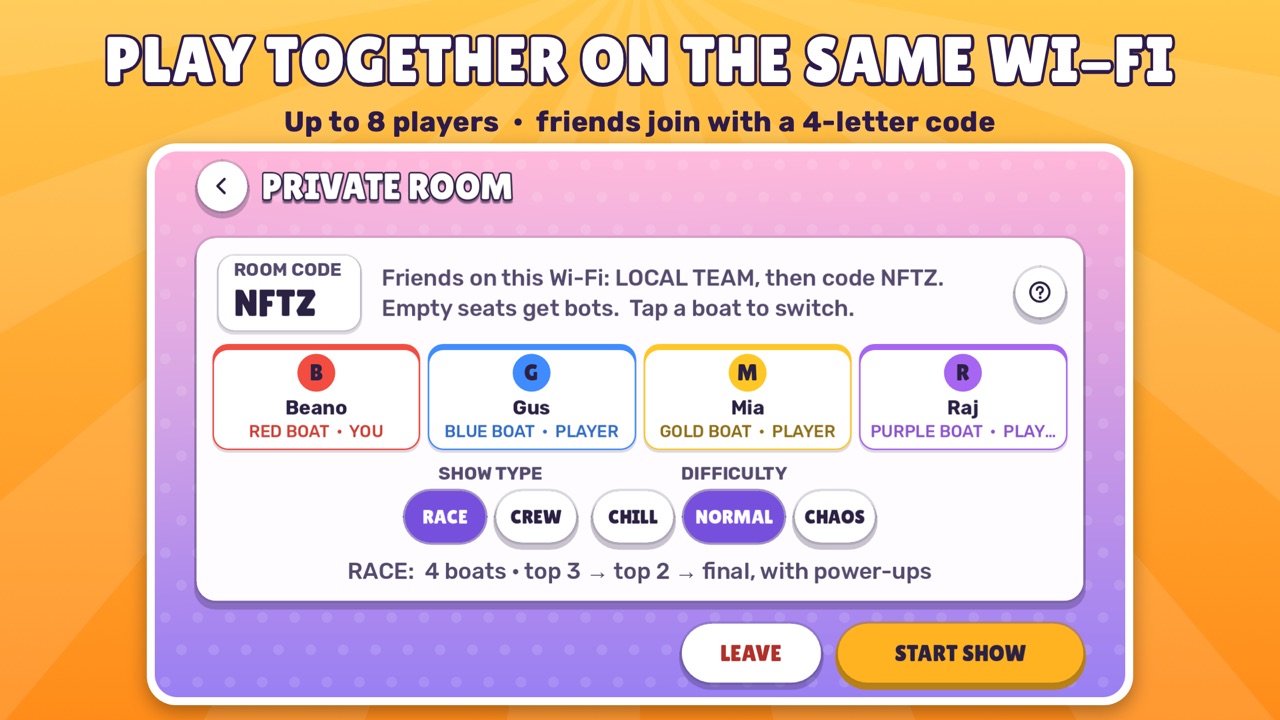 PLAY TOGETHER ON THE SAME WI-FI
Up to 8 players • friends join with a 4-letter code
PRIVATE ROOM
ROOM CODE
NFTZ
Friends on this Wi-Fi: LOCAL TEAM, then code NFTZ.
Empty seats get bots. Tap a boat to switch.
B
Beano
RED BOAT • YOU
G
Gus
BLUE BOAT • PLAYER
M
Mia
GOLD BOAT • PLAYER
R
Raj
PURPLE BOAT • PLAY…
SHOW TYPE
DIFFICULTY
RACE
CREW
CHILL
NORMAL
CHAOS
RACE: 4 boats • top 3 → top 2 → final, with power-ups
LEAVE
START SHOW